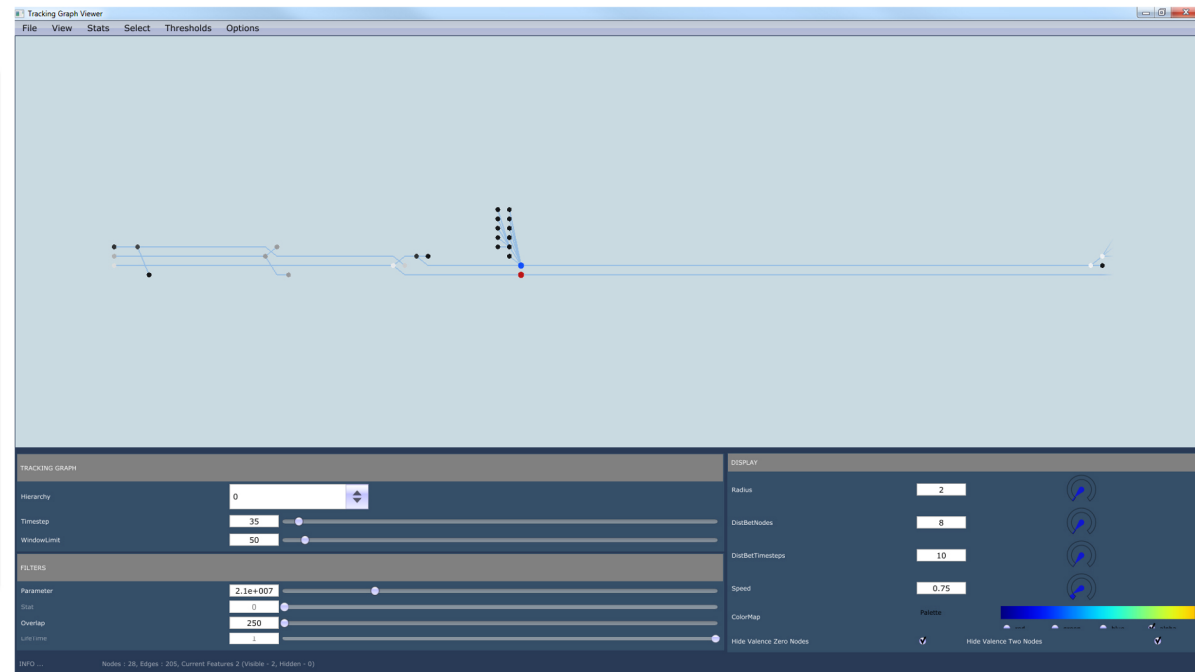 Tracking Graph Viewer
File View Stats Select Thresholds Options
TRACKING GRAPH
Hierarchy 0
Timestep 35
WindowLimit 50
FILTERS
Parameter 2.1e+007
Stat 0
Overlap 250
LifeTime 1
DISPLAY
Radius 2
DistBetNodes 8
DistBetTimesteps 10
Speed 0.75
ColorMap Palette
Hide Valence Zero Nodes Hide Valence Two Nodes
INFO ... Nodes : 28, Edges : 205, Current Features 2 (Visible - 2, Hidden - 0)